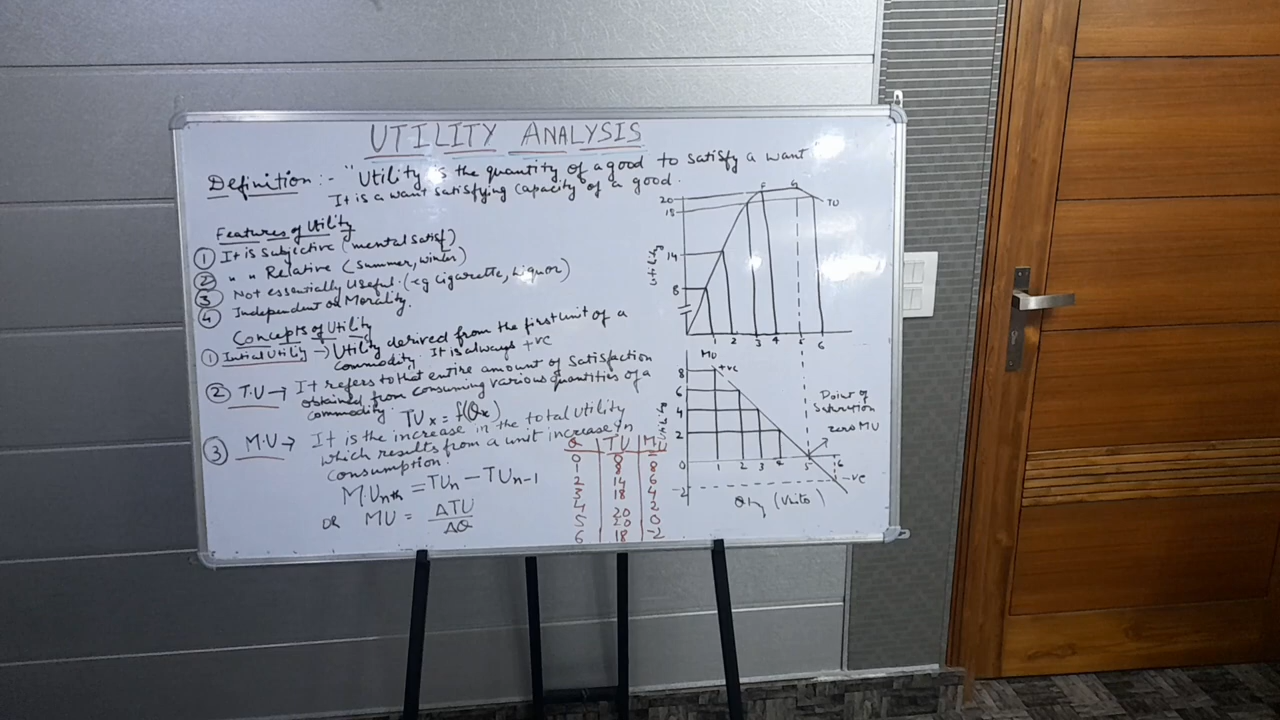 UTILITY ANALYSIS
Definition :- "Utility is the quantity of a good to satisfy a want
It is a want satisfying capacity of a good.
Features of Utility
① It is Subjective (mental satisf)
② " " Relative (Summer, winter)
③ Not essentially Useful. (eg Cigarette, Liquor)
④ Independent of Morality.
Concepts of Utility
① Initial Utility → Utility derived from the first unit of a
commodity. It is always +ve
② T.U → It refers to that entire amount of Satisfaction
obtained from consuming various quantities of a
commodity.
TUx = f(Qx)
③ M.U → It is the increase in the total utility
which results from a unit increase in
consumption.
MUnth = TUn − TUn-1
OR MU = ΔTU/ΔQ
Q TU MU
0 0
1 8 8
2 14 6
3 18 4
4 20 2
5 20 0
6 18 -2
20
18
14
8
F G TU
1 2 3 4 5 6
MU
+ve
8
6
4
2
0
-2
1 2 3 4 5 6
Point of
Saturation
zero MU
-ve
Qty (Units)